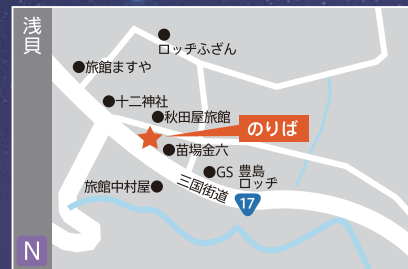 浅貝
ロッヂふざん
旅館ますや
十二神社
秋田屋旅館
のりば
苗場金六
GS
豊島
ロッヂ
旅館中村屋
三国街道
17
N